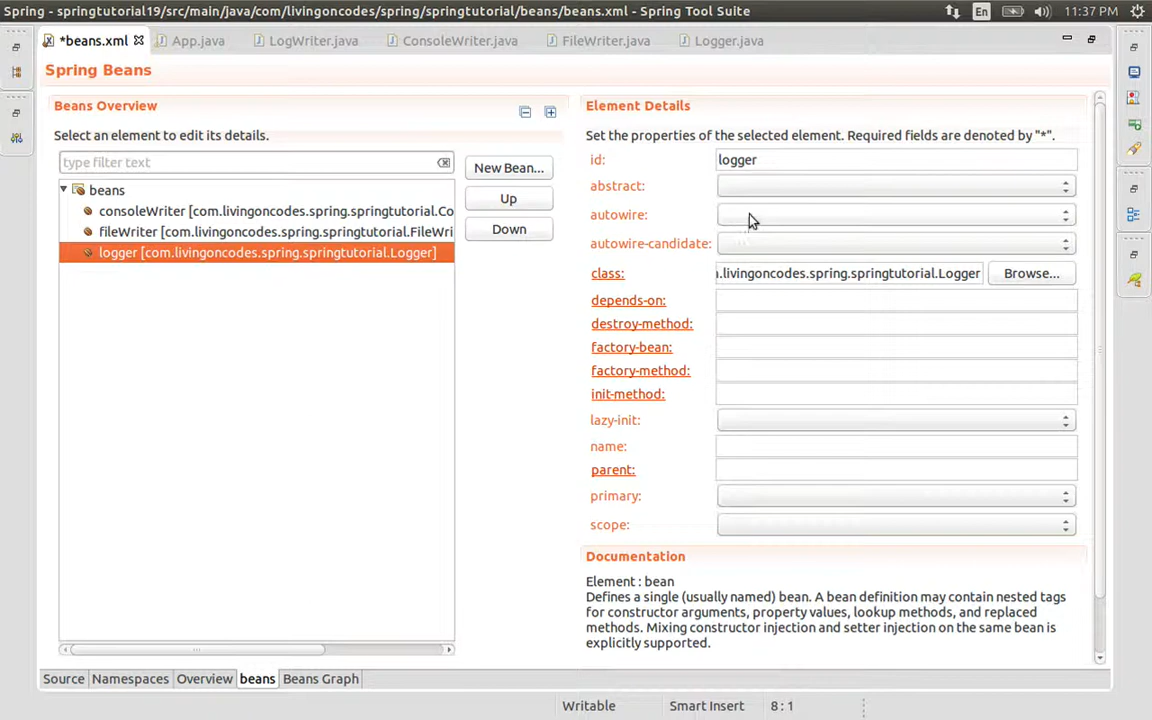 Spring - springtutorial19/src/main/java/com/livingoncodes/spring/springtutorial/beans/beans.xml - Spring Tool Suite
En
11:37 PM
*beans.xml
App.java
LogWriter.java
ConsoleWriter.java
FileWriter.java
Logger.java
Spring Beans
Beans Overview
Select an element to edit its details.
type filter text
beans
consoleWriter [com.livingoncodes.spring.springtutorial.Co
fileWriter [com.livingoncodes.spring.springtutorial.FileWri
logger [com.livingoncodes.spring.springtutorial.Logger]
New Bean...
Up
Down
Element Details
Set the properties of the selected element. Required fields are denoted by "*".
id: logger
abstract:
autowire:
autowire-candidate:
class: .livingoncodes.spring.springtutorial.Logger Browse...
depends-on:
destroy-method:
factory-bean:
factory-method:
init-method:
lazy-init:
name:
parent:
primary:
scope:
Documentation
Element : bean
Defines a single (usually named) bean. A bean definition may contain nested tags
for constructor arguments, property values, lookup methods, and replaced
methods. Mixing constructor injection and setter injection on the same bean is
explicitly supported.
Source
Namespaces
Overview
beans
Beans Graph
Writable
Smart Insert
8 : 1